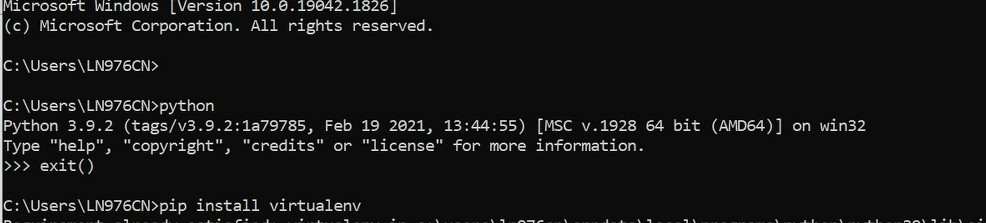 Microsoft Windows [Version 10.0.19042.1826]
(c) Microsoft Corporation. All rights reserved.
C:\Users\LN976CN>
C:\Users\LN976CN>python
Python 3.9.2 (tags/v3.9.2:1a79785, Feb 19 2021, 13:44:55) [MSC v.1928 64 bit (AMD64)] on win32
Type "help", "copyright", "credits" or "license" for more information.
>>> exit()
C:\Users\LN976CN>pip install virtualenv